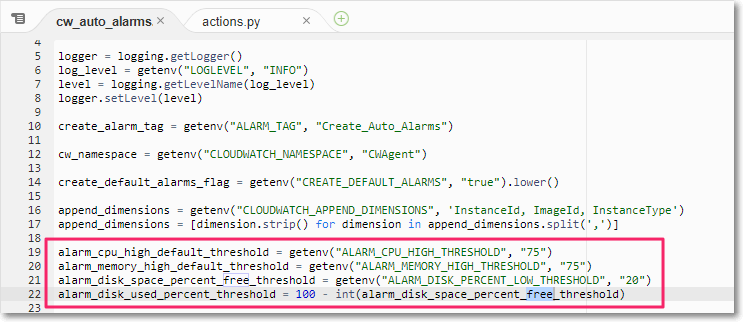 cw_auto_alarms.
actions.py
4
5 logger = logging.getLogger()
6 log_level = getenv("LOGLEVEL", "INFO")
7 level = logging.getLevelName(log_level)
8 logger.setLevel(level)
9
10 create_alarm_tag = getenv("ALARM_TAG", "Create_Auto_Alarms")
11
12 cw_namespace = getenv("CLOUDWATCH_NAMESPACE", "CWAgent")
13
14 create_default_alarms_flag = getenv("CREATE_DEFAULT_ALARMS", "true").lower()
15
16 append_dimensions = getenv("CLOUDWATCH_APPEND_DIMENSIONS", 'InstanceId, ImageId, InstanceType')
17 append_dimensions = [dimension.strip() for dimension in append_dimensions.split(',')]
18
19 alarm_cpu_high_default_threshold = getenv("ALARM_CPU_HIGH_THRESHOLD", "75")
20 alarm_memory_high_default_threshold = getenv("ALARM_MEMORY_HIGH_THRESHOLD", "75")
21 alarm_disk_space_percent_free_threshold = getenv("ALARM_DISK_PERCENT_LOW_THRESHOLD", "20")
22 alarm_disk_used_percent_threshold = 100 - int(alarm_disk_space_percent_free_threshold)
23